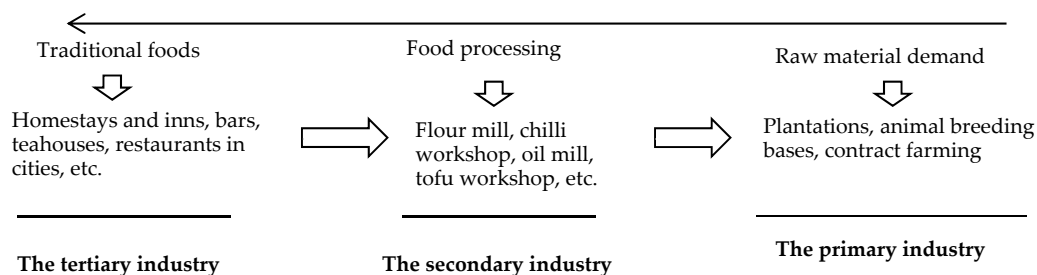 Traditional foods
Food processing
Raw material demand
Homestays and inns, bars,
teahouses, restaurants in
cities, etc.
Flour mill, chilli
workshop, oil mill,
tofu workshop, etc.
Plantations, animal breeding
bases, contract farming
The tertiary industry
The secondary industry
The primary industry